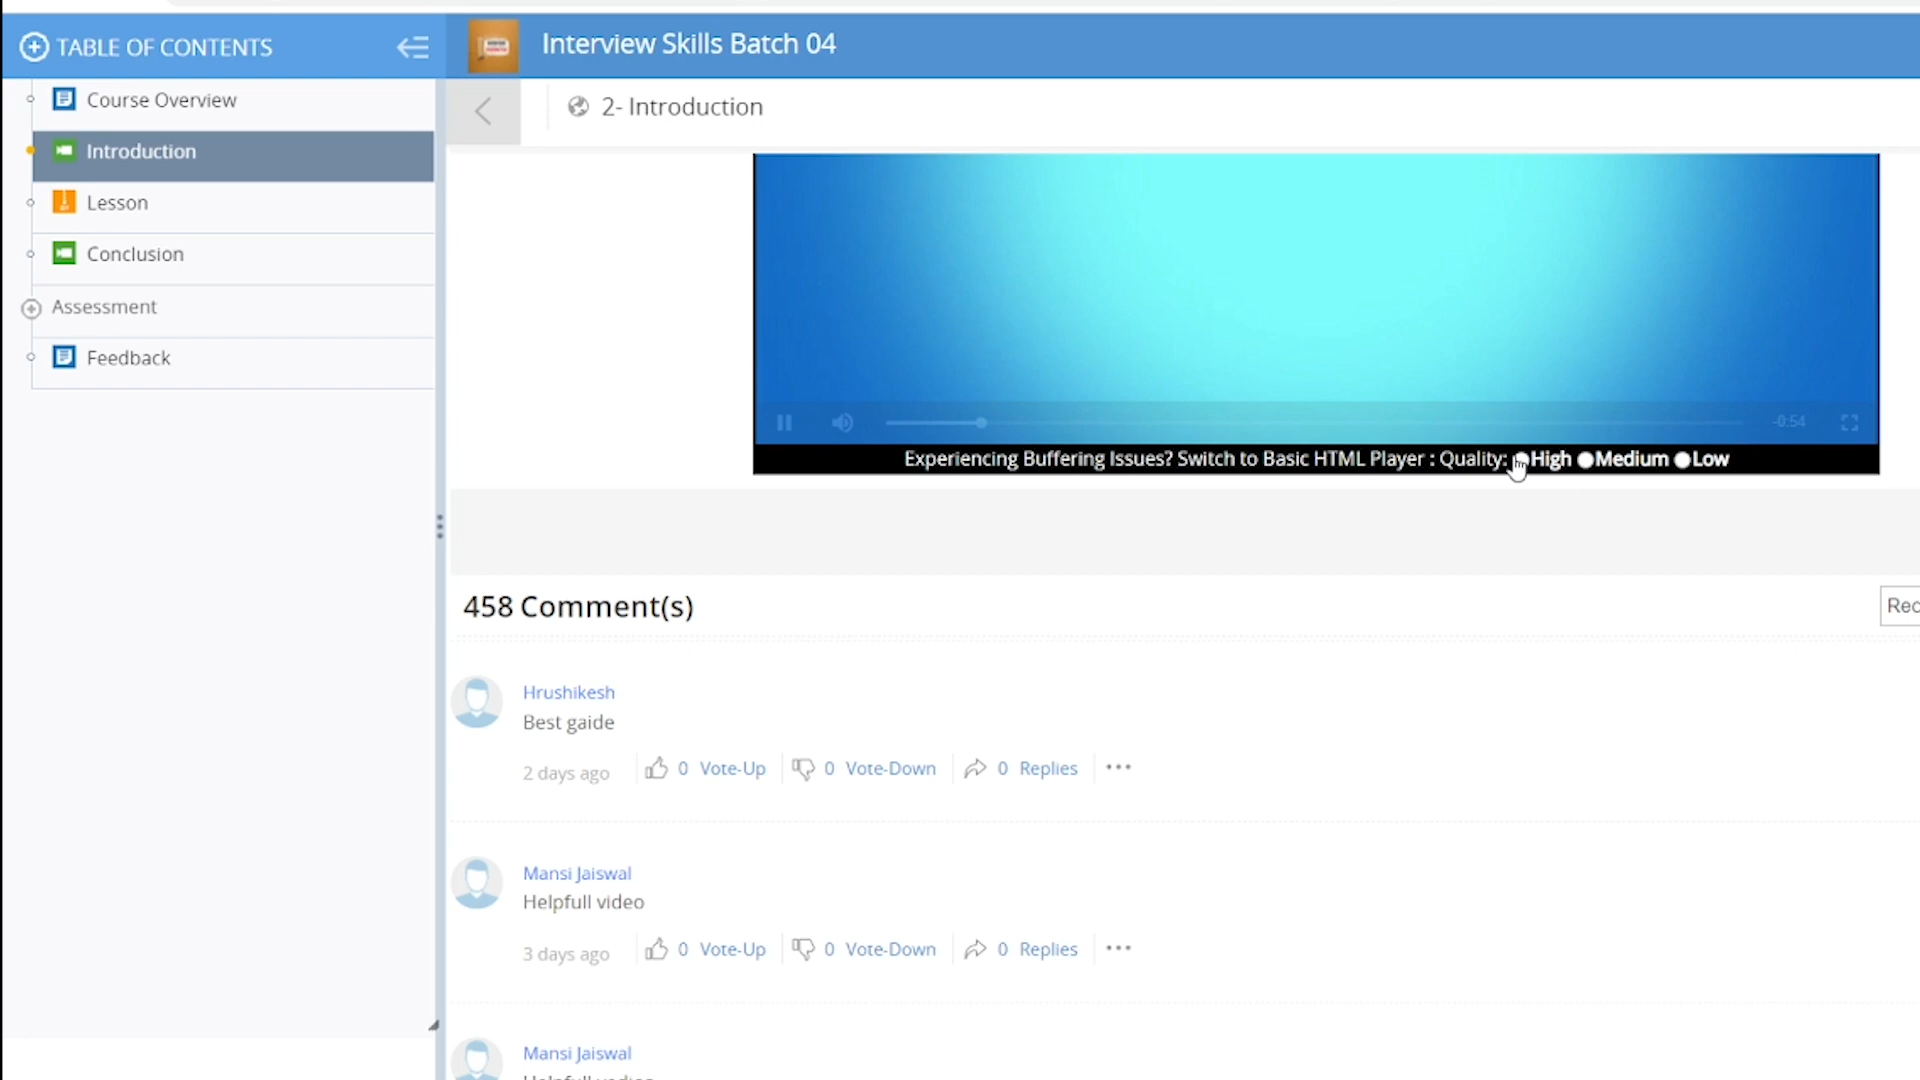 TABLE OF CONTENTS
Interview Skills Batch 04
Course Overview
Introduction
Lesson
Conclusion
Assessment
Feedback
2- Introduction
-0:54
Experiencing Buffering Issues? Switch to Basic HTML Player : Quality: High Medium Low
458 Comment(s)
Rec
Hrushikesh
Best gaide
2 days ago 0 Vote-Up 0 Vote-Down 0 Replies
Mansi Jaiswal
Helpfull video
3 days ago 0 Vote-Up 0 Vote-Down 0 Replies
Mansi Jaiswal